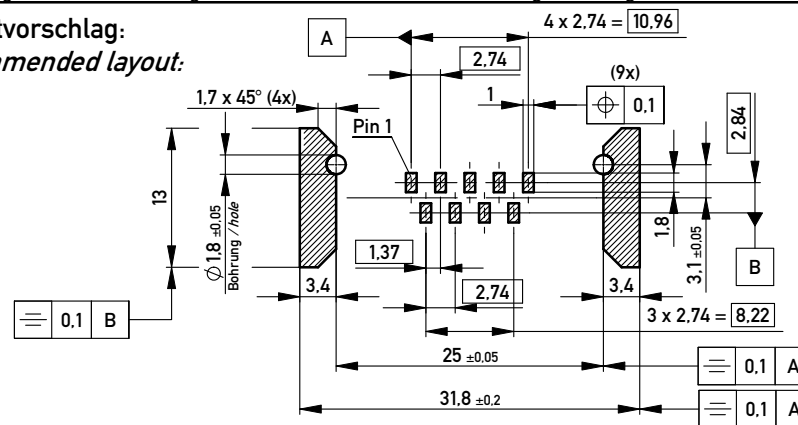 tvorschlag:
mmended layout:
A
4 x 2,74 = 10,96
2,74
(9x)
1
0,1
2,84
1,7 x 45° (4x)
Pin 1
13
Ø 1,8 ±0,05
Bohrung / hole
1,8
3,1 ±0,05
B
1,37
2,74
3,4
3,4
0,1 B
3 x 2,74 = 8,22
25 ±0,05
0,1 A
31,8 ±0,2
0,1 A